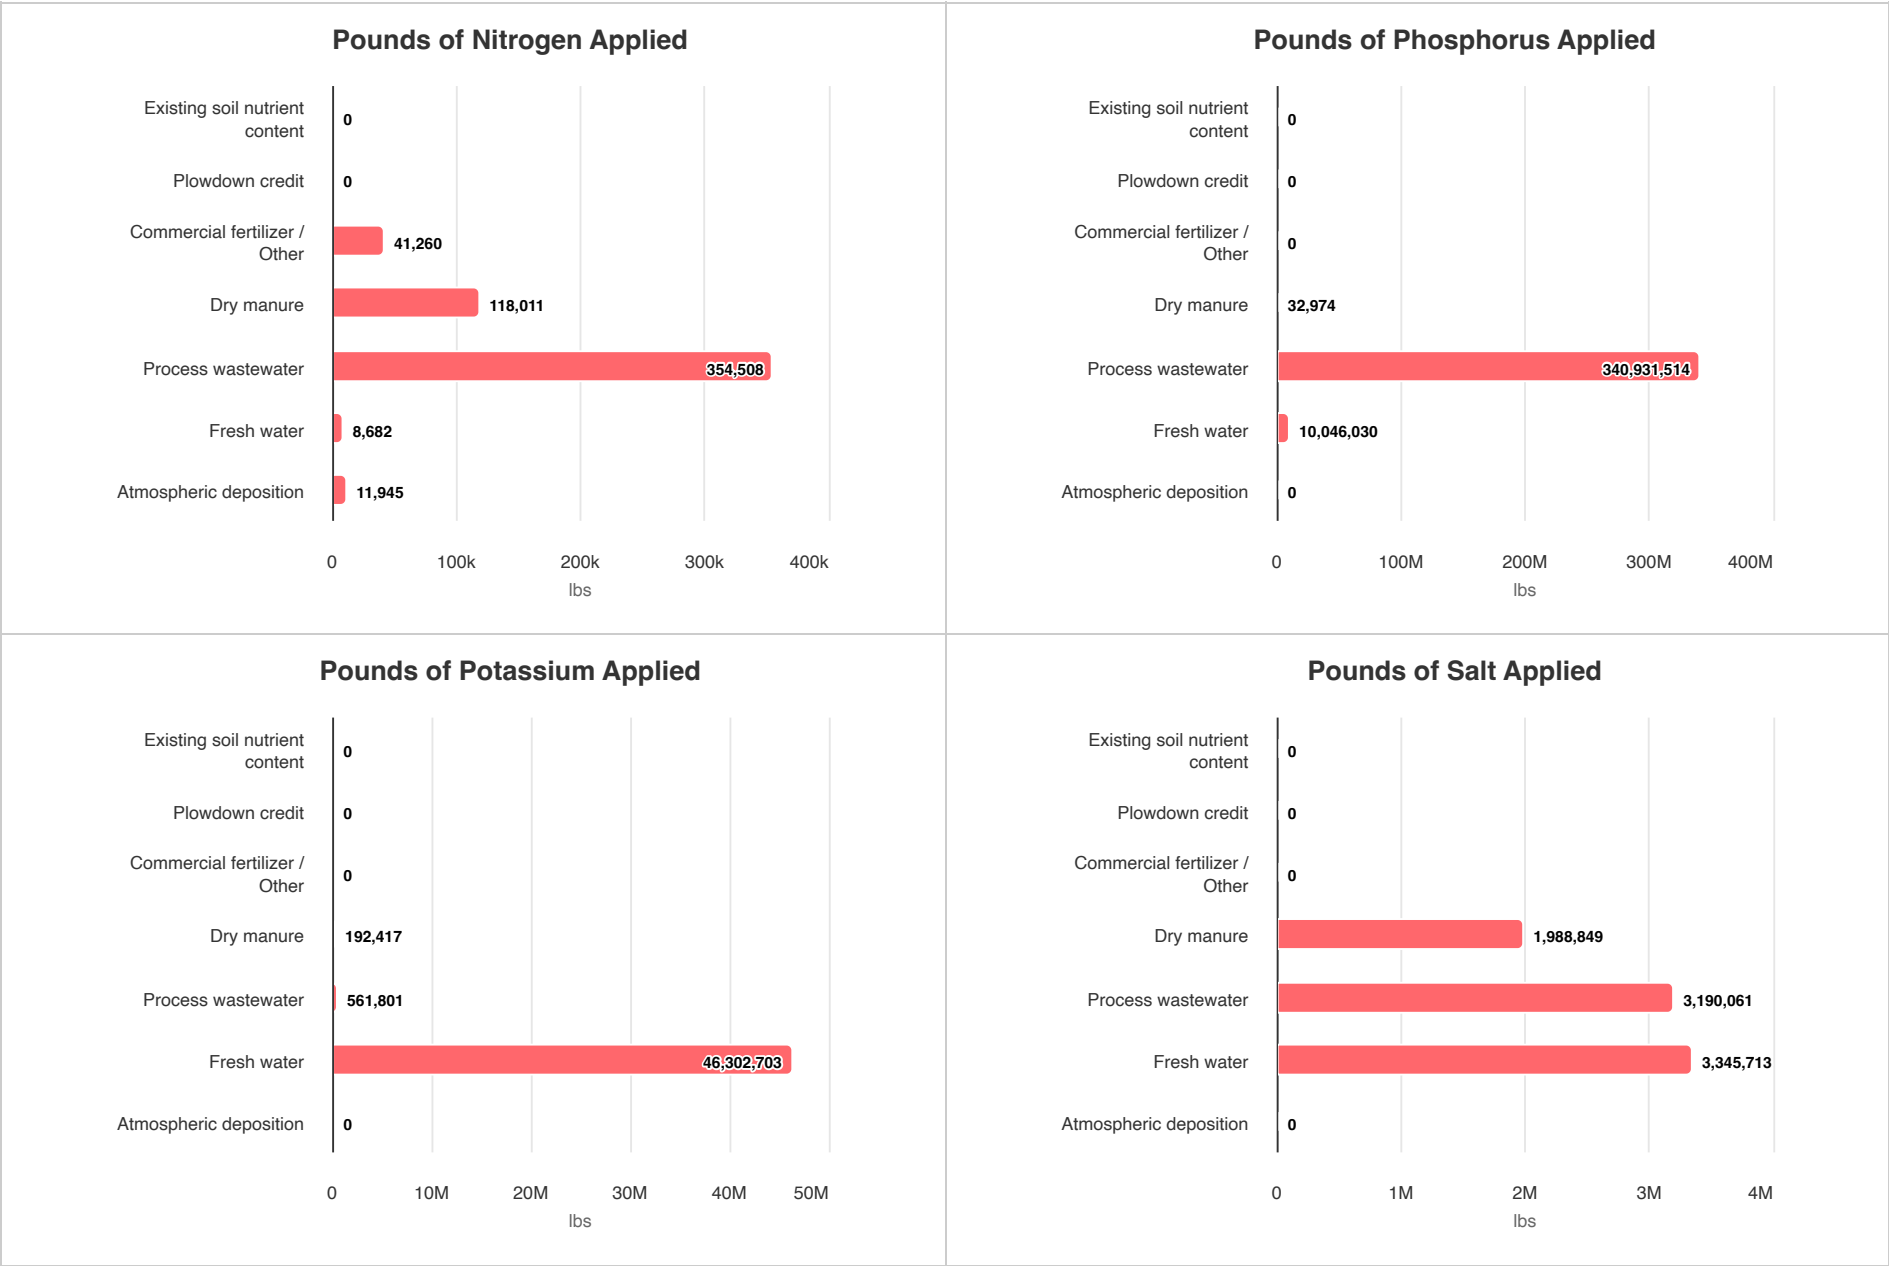 Pounds of Nitrogen Applied
Existing soil nutrient
content
0
Plowdown credit
0
Commercial fertilizer /
Other
41,260
Dry manure
118,011
Process wastewater
354,508
Fresh water
8,682
Atmospheric deposition
11,945
0
100k
200k
300k
400k
lbs
Pounds of Phosphorus Applied
Existing soil nutrient
content
0
Plowdown credit
0
Commercial fertilizer /
Other
0
Dry manure
32,974
Process wastewater
340,931,514
Fresh water
10,046,030
Atmospheric deposition
0
0
100M
200M
300M
400M
lbs
Pounds of Potassium Applied
Existing soil nutrient
content
0
Plowdown credit
0
Commercial fertilizer /
Other
0
Dry manure
192,417
Process wastewater
561,801
Fresh water
46,302,703
Atmospheric deposition
0
0
10M
20M
30M
40M
50M
lbs
Pounds of Salt Applied
Existing soil nutrient
content
0
Plowdown credit
0
Commercial fertilizer /
Other
0
Dry manure
1,988,849
Process wastewater
3,190,061
Fresh water
3,345,713
Atmospheric deposition
0
0
1M
2M
3M
4M
lbs